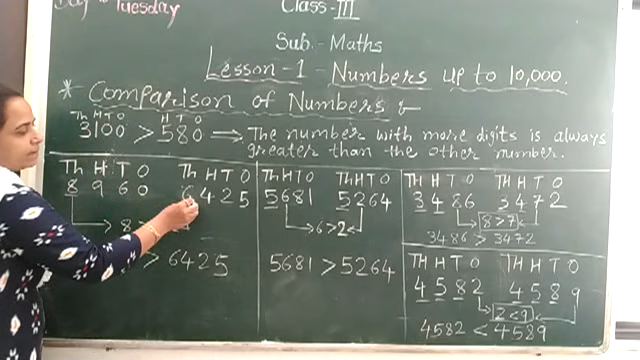 Day - Tuesday
Class-III
Sub.- Maths
Lesson-1 - Numbers up to 10,000.
* Comparison of Numbers :-
Th H T O
3100 > 580 ⇒ The number with more digits is always
H T O
greater than the other number.
Th H T O
8 9 6 0
Th H T O
6 4 2 5
8 >
> 6425
TH H T O
5681
TH H T O
5264
6>2
5681 > 5264
TH H T O
3 4 8 6
TH H T O
3 4 7 2
8>7
3486 > 3472
TH H T O
4 5 8 2
TH H T O
4 5 8 9
2<9
4582 < 4589